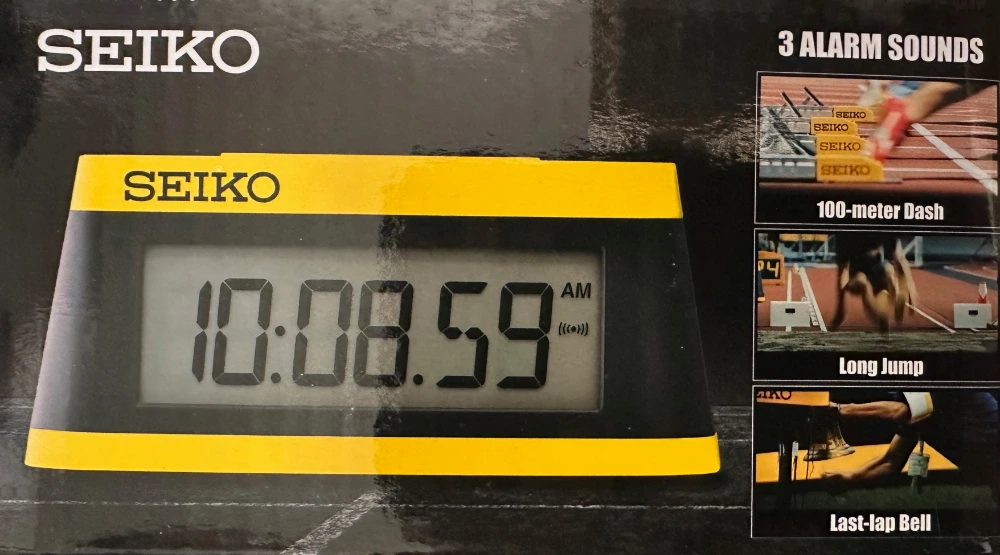 SEIKO
SEIKO
10:08.59
AM
3 ALARM SOUNDS
SEIKO
SEIKO
SEIKO
SEIKO
100-meter Dash
Long Jump
Last-lap Bell